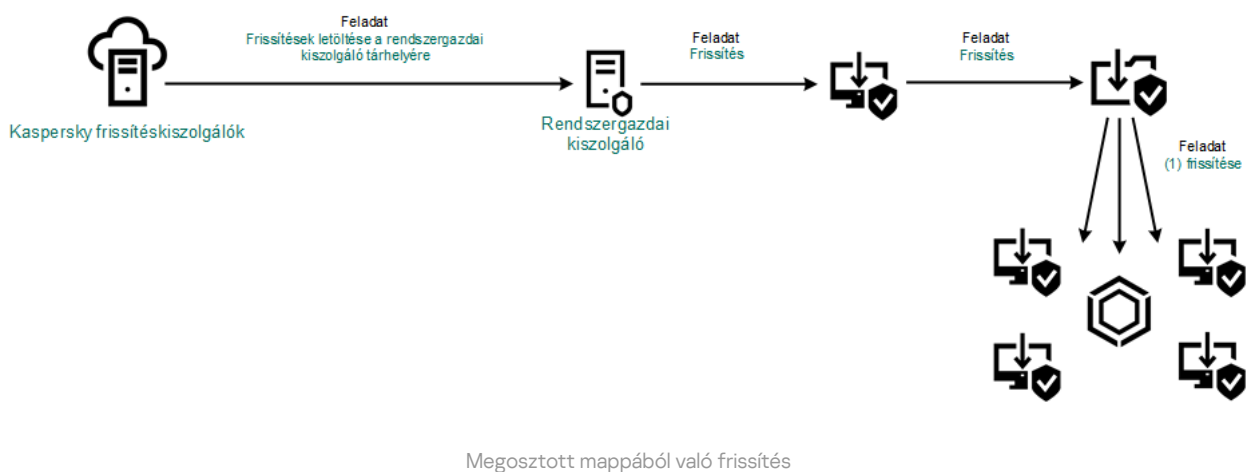 Feladat
Frissítések letöltése a rendszergazdai
kiszolgáló tárhelyére
Kaspersky frissítéskiszolgálók
Feladat
Frissítés
Rendszergazdai
kiszolgáló
Feladat
Frissítés
Feladat
(1) frissítése
Megosztott mappából való frissítés